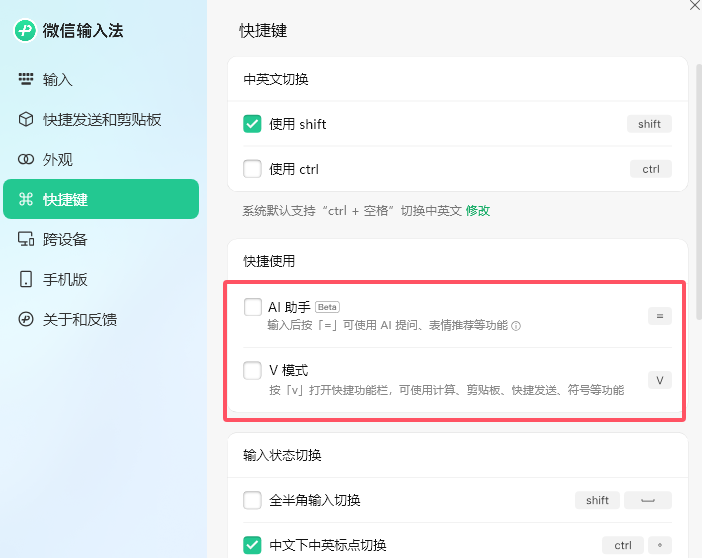 微信输入法
输入
快捷发送和剪贴板
外观
快捷键
跨设备
手机版
关于和反馈
快捷键
中英文切换
使用 shift
shift
使用 ctrl
ctrl
系统默认支持“ctrl + 空格”切换中英文 修改
快捷使用
AI 助手 Beta
输入后按「=」可使用 AI 提问、表情推荐等功能
=
V 模式
按「v」打开快捷功能栏，可使用计算、剪贴板、快捷发送、符号等功能
V
输入状态切换
全半角输入切换
shift
中文下中英标点切换
ctrl